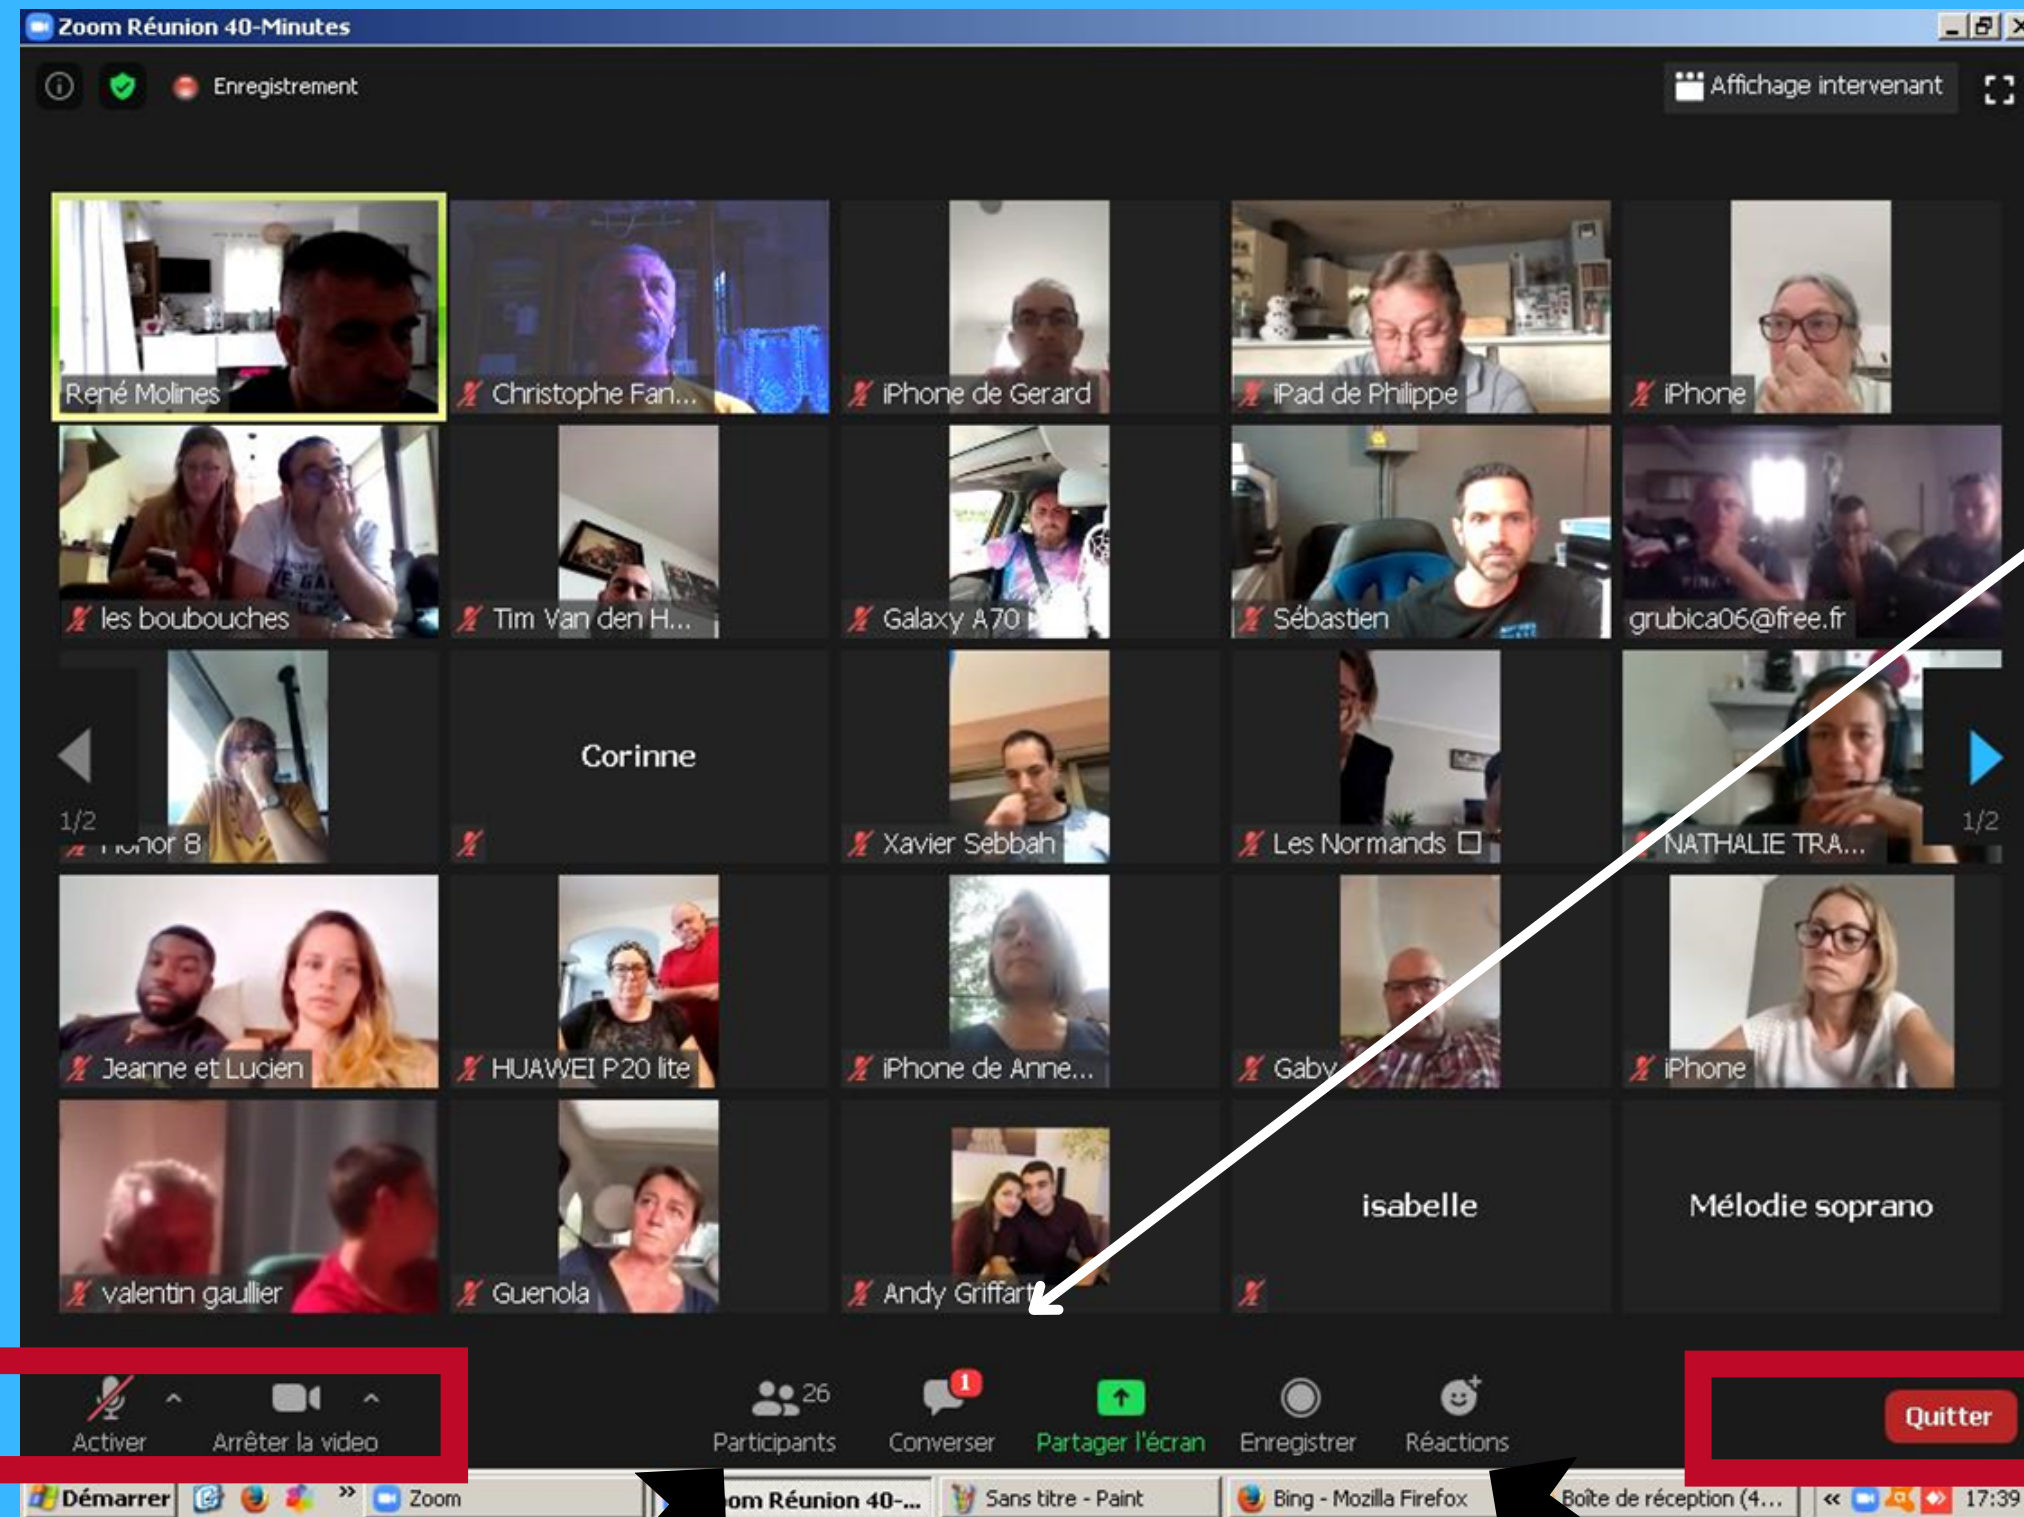 Zoom Réunion 40-Minutes
Enregistrement
Affichage intervenant
René Molines
Christophe Fan...
iPhone de Gerard
iPad de Philippe
iPhone
les boubouches
Tim Van den H...
Galaxy A70
Sébastien
grubica06@free.fr
1/2
8
Corinne
Xavier Sebbah
Les Normands
NATHALIE TRA...
1/2
Jeanne et Lucien
HUAWEI P20 lite
iPhone de Anne...
Gaby
iPhone
valentin gaullier
Guenola
Andy Griffart
isabelle
Mélodie soprano
Activer
Arrêter la video
26
Participants
1
Converser
Partager l'écran
Enregistrer
Réactions
Quitter
Démarrer
Zoom
om Réunion 40-...
Sans titre - Paint
Bing - Mozilla Firefox
Boîte de réception (4...
17:39